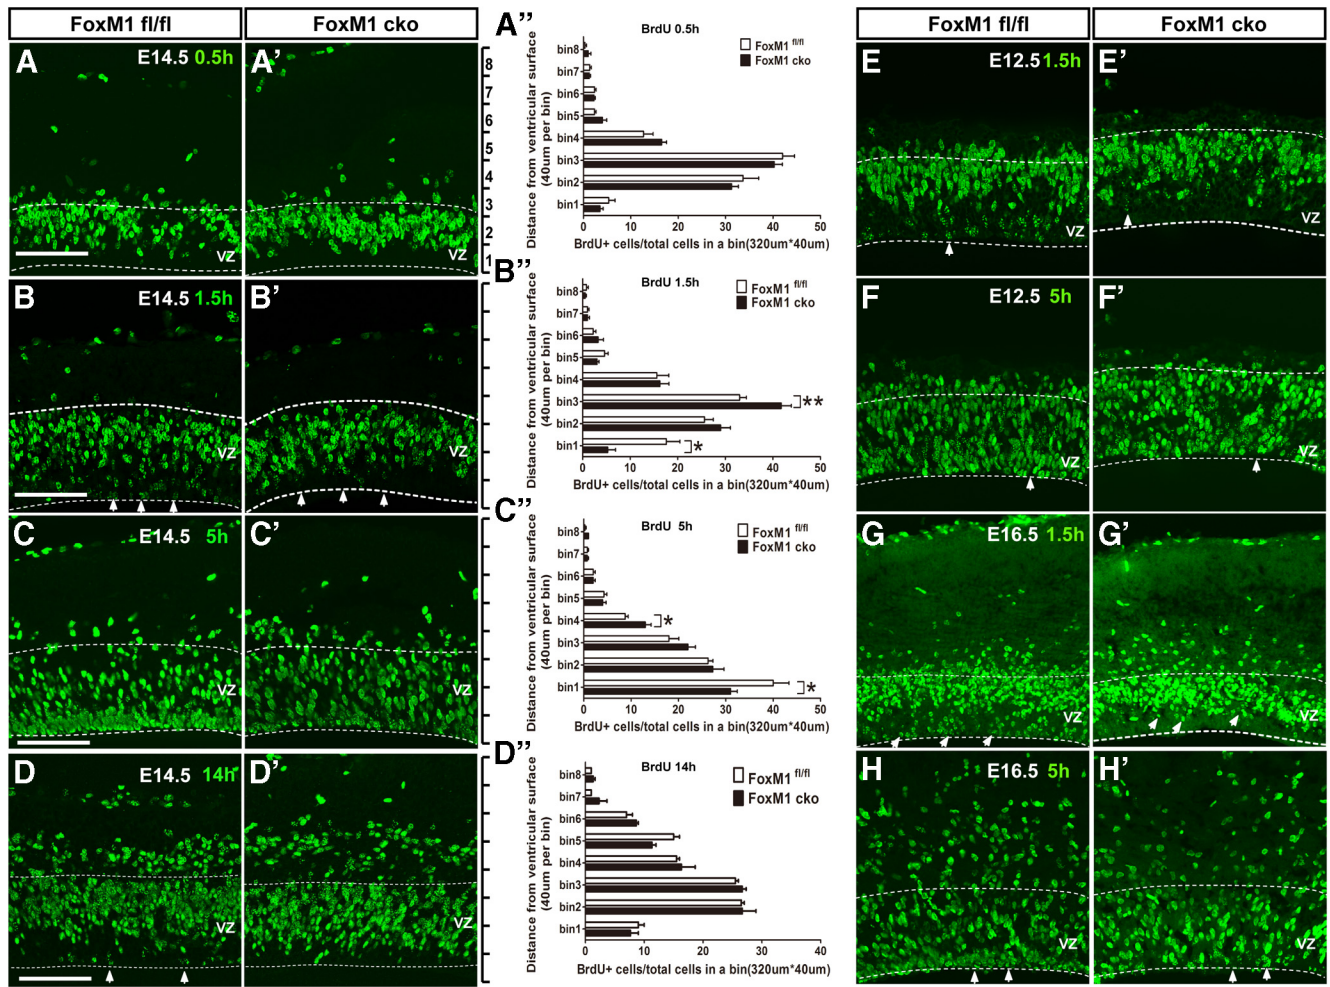 FoxM1 fl/fl
FoxM1 cko
A E14.5 0.5h
A’
VZ
8
7
6
5
4
3
2
1
B E14.5 1.5h
B’
VZ
VZ
C E14.5 5h
C’
VZ
VZ
D E14.5 14h
D’
VZ
VZ
A’’
BrdU 0.5h
FoxM1 fl/fl
FoxM1 cko
Distance from ventricular surface
(40um per bin)
bin8
bin7
bin6
bin5
bin4
bin3
bin2
bin1
0 10 20 30 40 50
BrdU+ cells/total cells in a bin(320um*40um)
B’’
BrdU 1.5h
FoxM1 fl/fl
FoxM1 cko
Distance from ventricular surface
(40um per bin)
bin8
bin7
bin6
bin5
bin4
bin3 **
bin2
bin1 *
0 10 20 30 40 50
BrdU+ cells/total cells in a bin(320um*40um)
C’’
BrdU 5h
FoxM1 fl/fl
FoxM1 cko
Distance from ventricular surface
(40um per bin)
bin8
bin7
bin6
bin5
bin4 *
bin3
bin2
bin1 *
0 10 20 30 40 50
BrdU+ cells/total cells in a bin(320um*40um)
D’’
BrdU 14h
FoxM1 fl/fl
FoxM1 cko
Distance from ventricular surface
(40um per bin)
bin8
bin7
bin6
bin5
bin4
bin3
bin2
bin1
0 10 20 30 40
BrdU+ cells/total cells in a bin(320um*40um)
FoxM1 fl/fl
FoxM1 cko
E E12.5 1.5h
E’
VZ
VZ
F E12.5 5h
F’
VZ
VZ
G E16.5 1.5h
G’
VZ
VZ
H E16.5 5h
H’
VZ
VZ